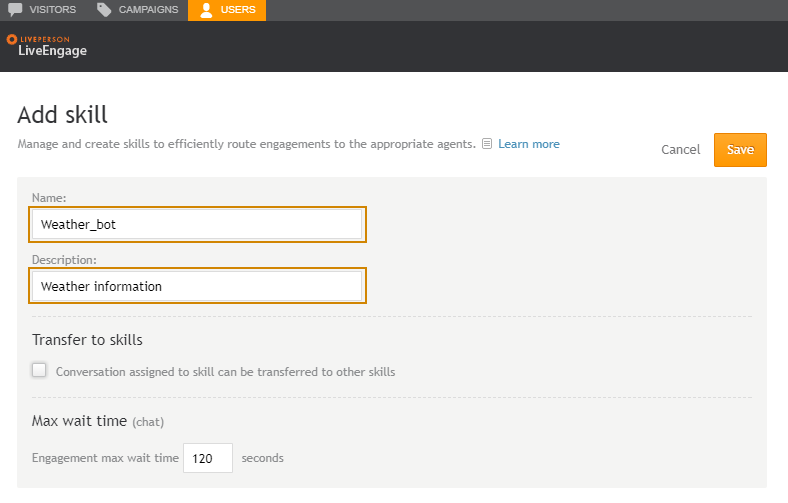 VISITORS CAMPAIGNS USERS
LIVEPERSON
LiveEngage
Add skill
Manage and create skills to efficiently route engagements to the appropriate agents. Learn more
Cancel Save
Name:
Weather_bot
Description:
Weather information
Transfer to skills
Conversation assigned to skill can be transferred to other skills
Max wait time (chat)
Engagement max wait time 120 seconds